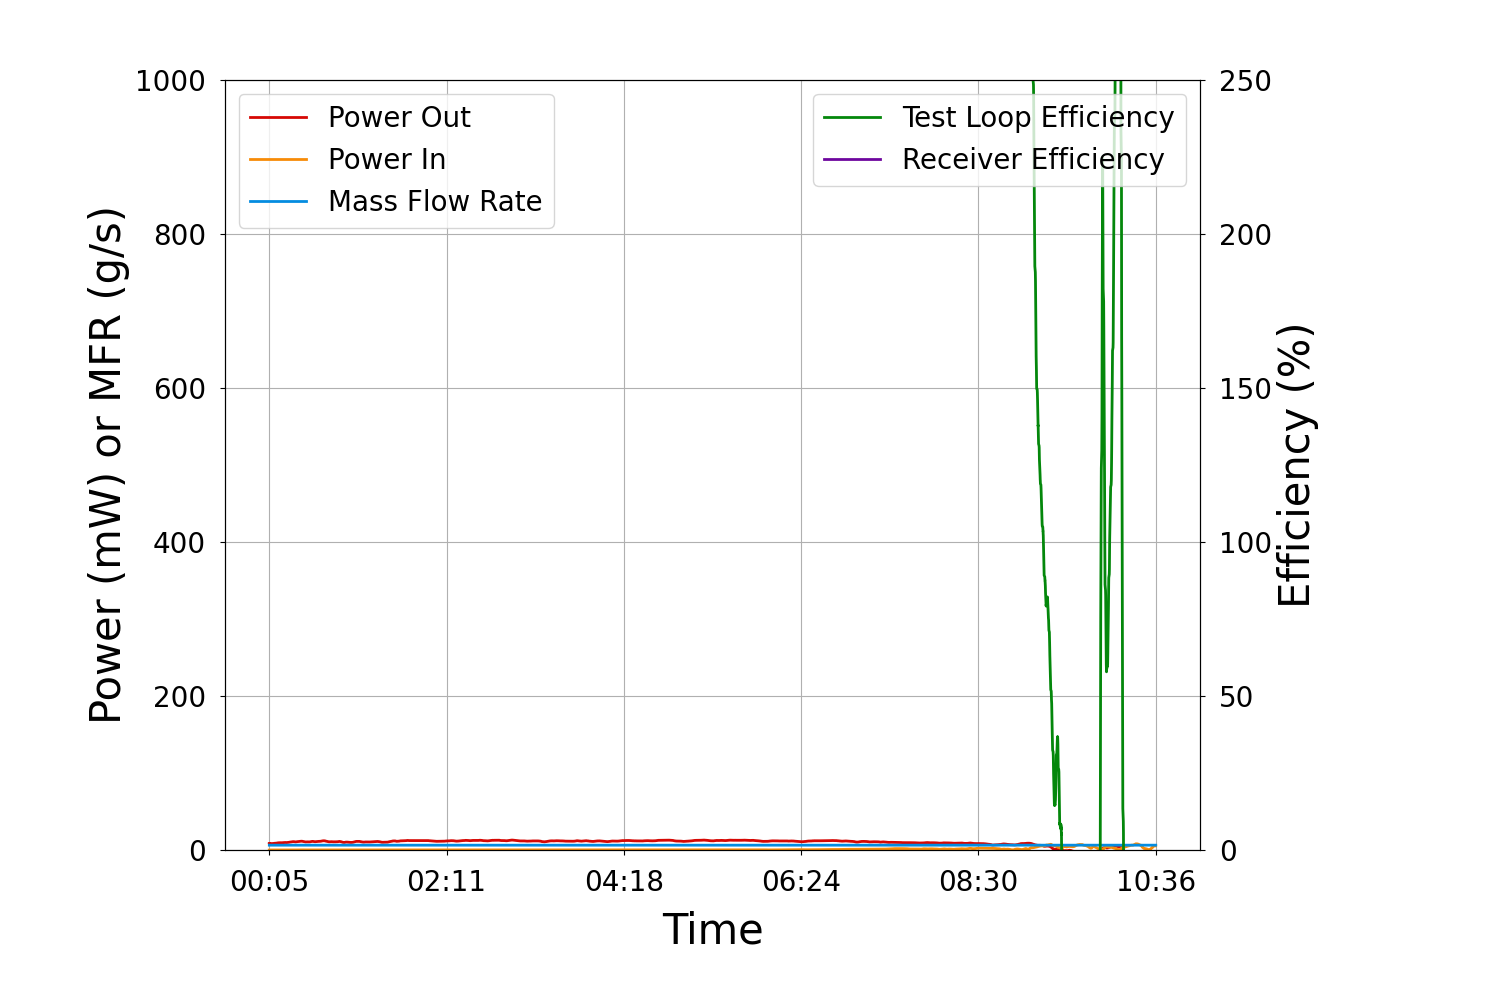 1000
800
600
400
200
0
Power (mW) or MFR (g/s)
Power Out
Power In
Mass Flow Rate
Test Loop Efficiency
Receiver Efficiency
250
200
150
100
50
0
Efficiency (%)
00:05 02:11 04:18 06:24 08:30 10:36
Time